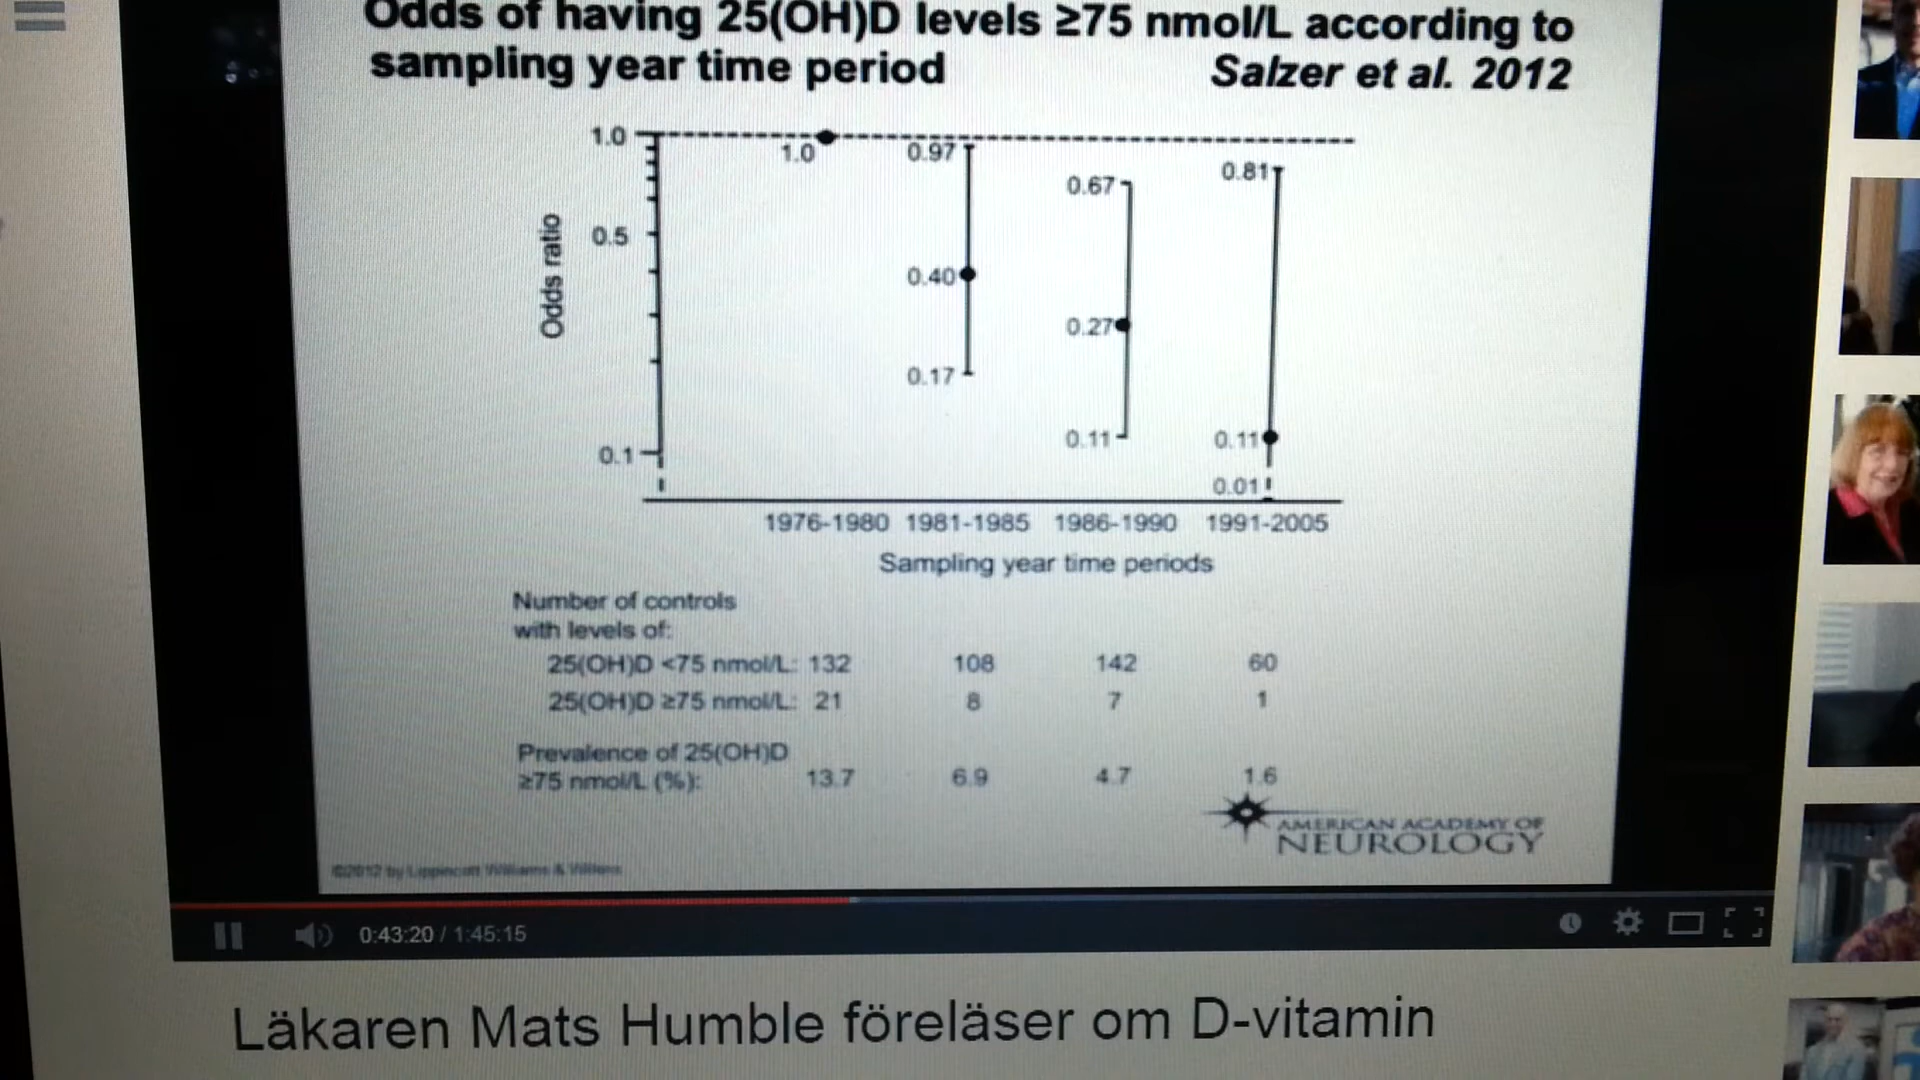 Odds of having 25(OH)D levels ≥75 nmol/L according to
sampling year time period
Salzer et al. 2012
Odds ratio
1.0
0.5
0.1
1.0
0.97
0.40
0.17
0.67
0.27
0.11
0.81
0.11
0.01
1976-1980 1981-1985 1986-1990 1991-2005
Sampling year time periods
Number of controls
with levels of:
25(OH)D <75 nmol/L: 132 108 142 60
25(OH)D ≥75 nmol/L: 21 8 7 1
Prevalence of 25(OH)D
≥75 nmol/L (%): 13.7 6.9 4.7 1.6
AMERICAN ACADEMY OF
NEUROLOGY
©2012 by Lippincott Williams & Wilkins
0:43:20 / 1:45:15
Läkaren Mats Humble föreläser om D-vitamin